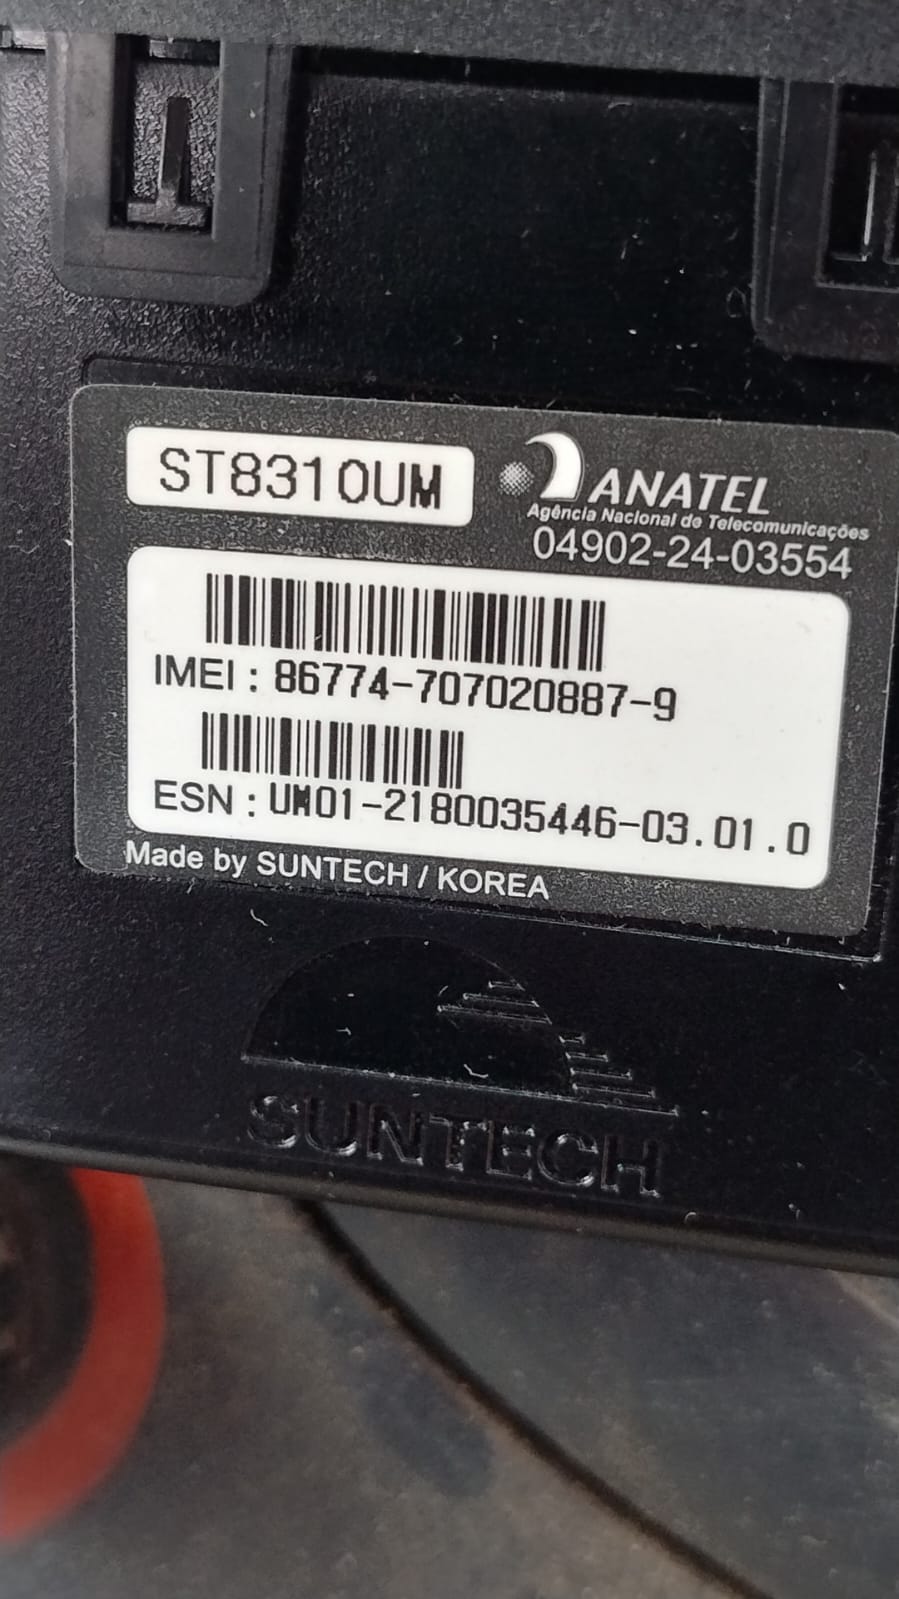 ST8310UM
ANATEL
Agência Nacional de Telecomunicações
04902-24-03554
IMEI : 86774-707020887-9
ESN : UM01-2180035446-03.01.0
Made by SUNTECH / KOREA
SUNTECH